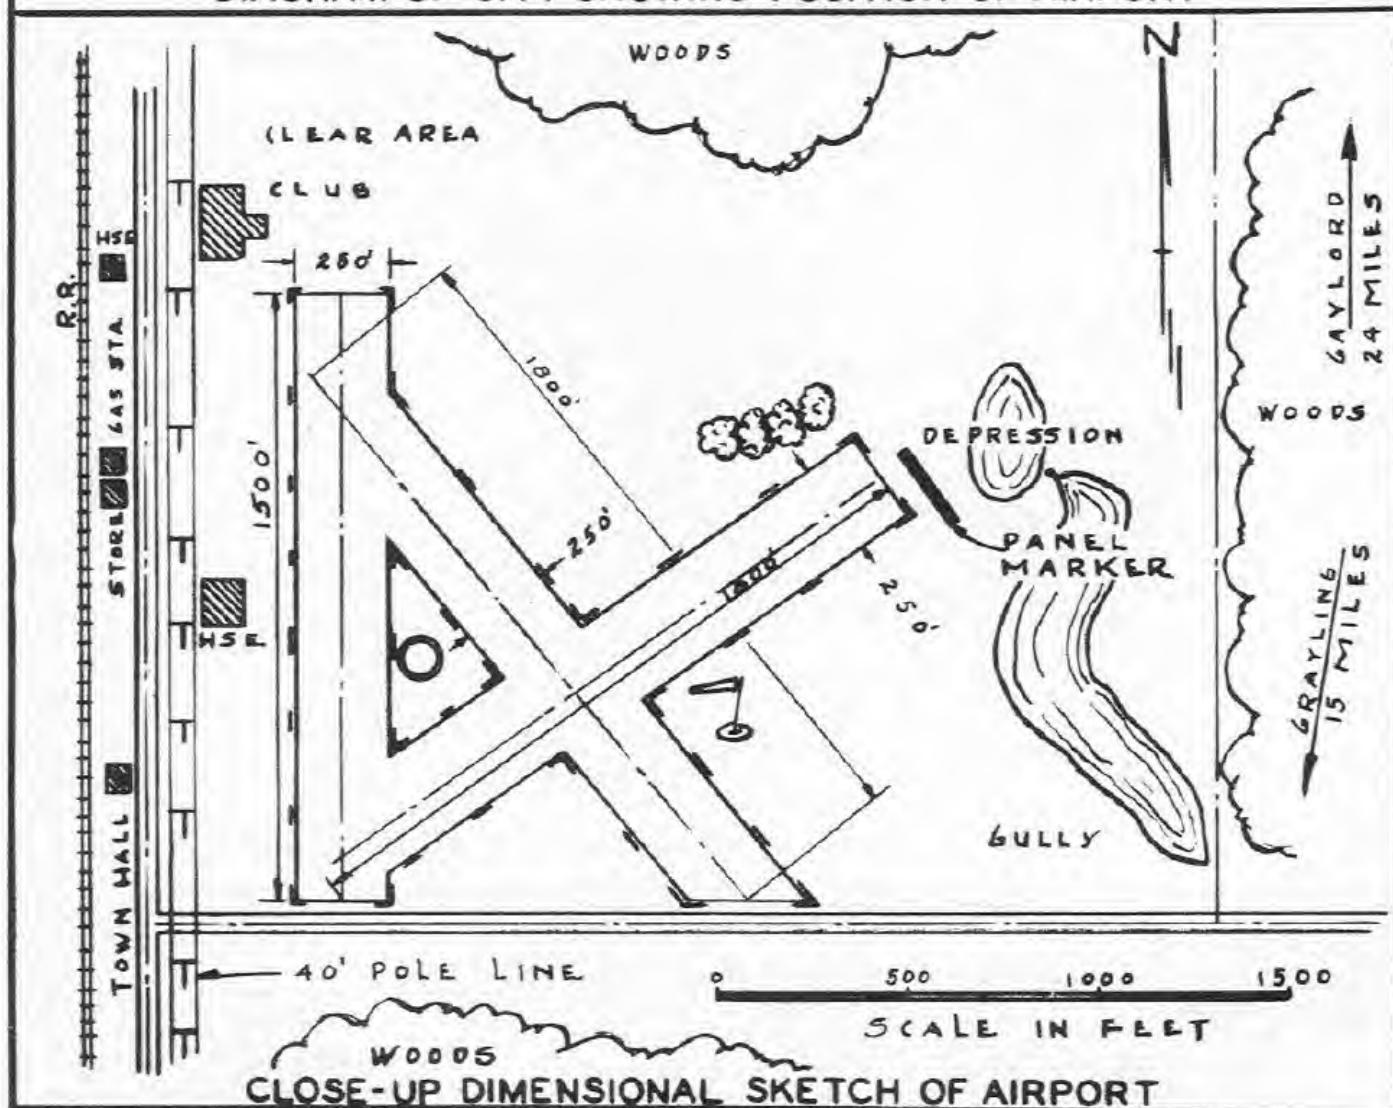 WOODS
N
CLEAR AREA
CLUB
HSE
250'
R.R.
GAS STA.
STORE
1500'
1800'
250'
DEPRESSION
PANEL
MARKER
1800'
250'
HSE
GAYLORD
24 MILES
WOODS
GRAYLING
15 MILES
GULLY
TOWN HALL
40' POLE LINE
0 500 1000 1500
SCALE IN FEET
WOODS
CLOSE-UP DIMENSIONAL SKETCH OF AIRPORT